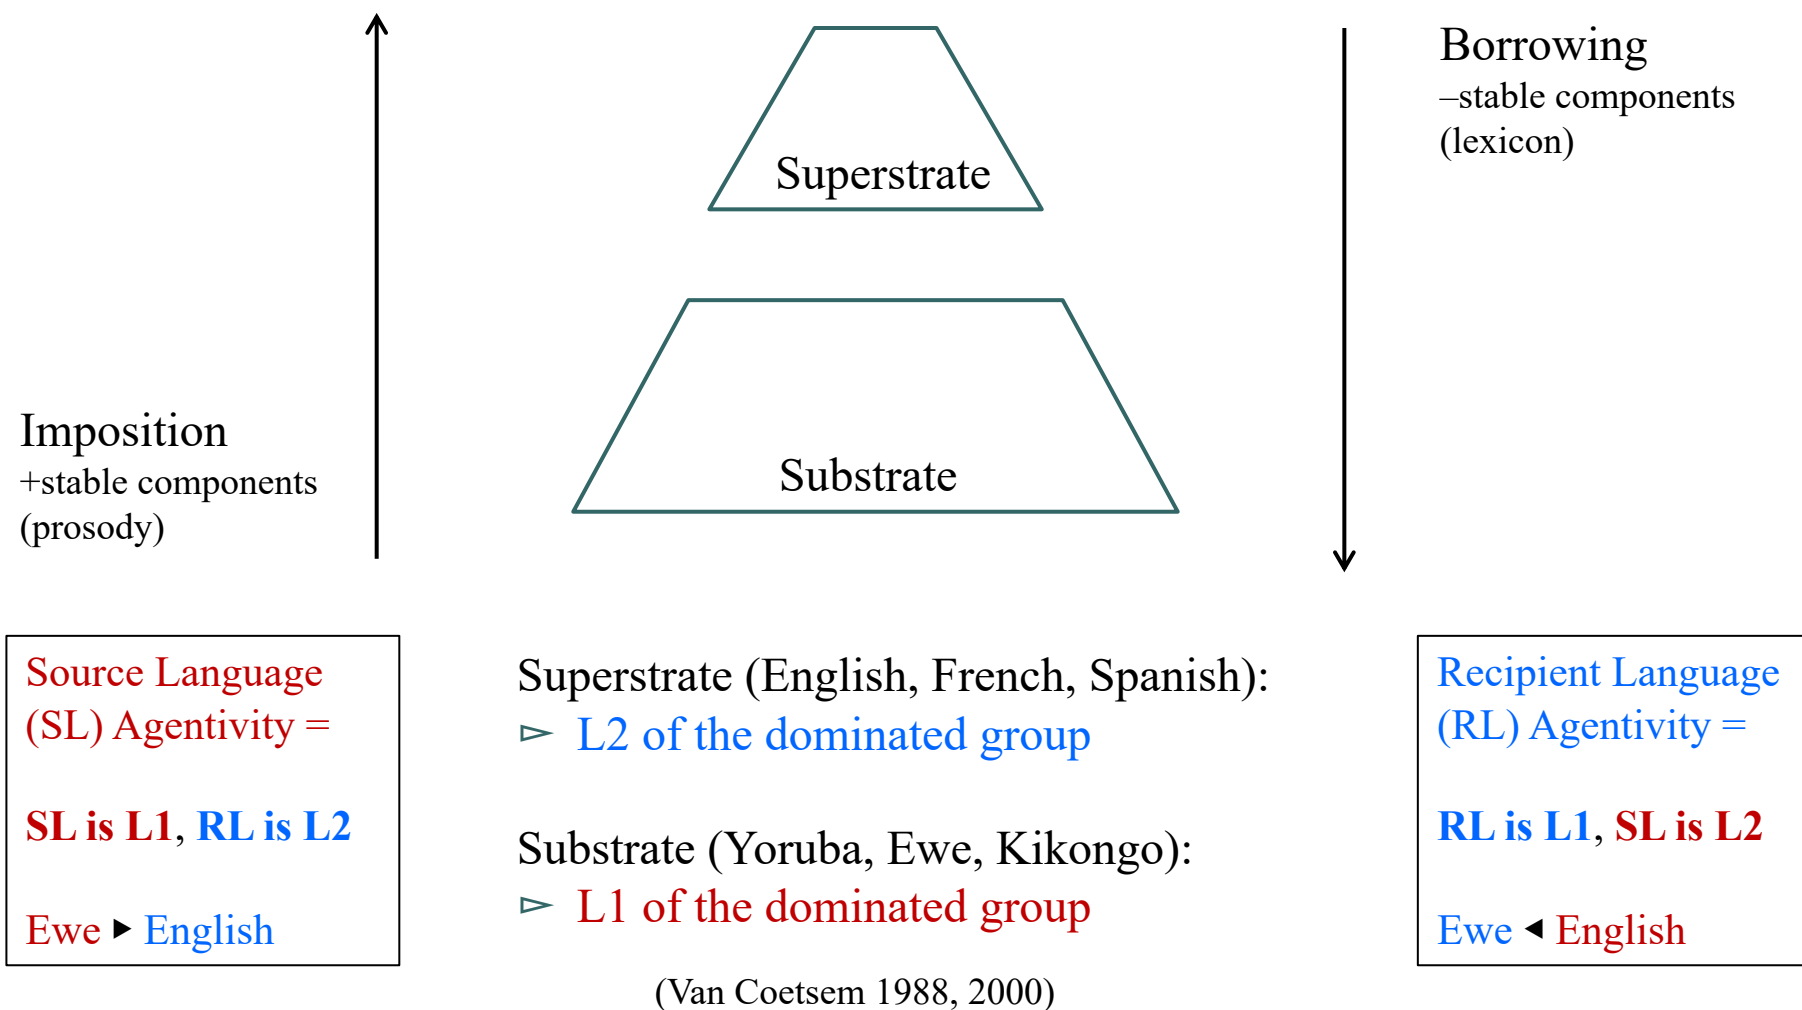 Borrowing
–stable components
(lexicon)
Superstrate
Imposition
+stable components
(prosody)
Substrate
Source Language
(SL) Agentivity =
SL is L1, RL is L2
Ewe ▶ English
Superstrate (English, French, Spanish):
▻ L2 of the dominated group
Substrate (Yoruba, Ewe, Kikongo):
▻ L1 of the dominated group
(Van Coetsem 1988, 2000)
Recipient Language
(RL) Agentivity =
RL is L1, SL is L2
Ewe ◀ English